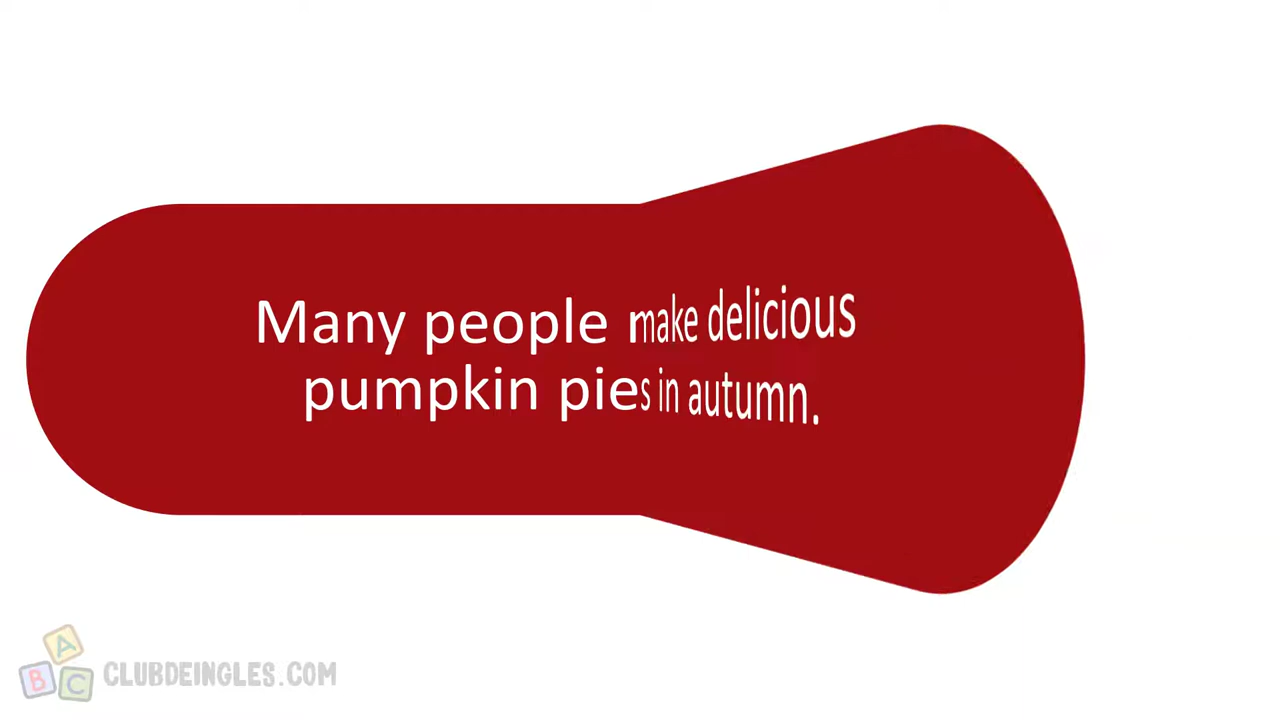 Many people make delicious
pumpkin pies in autumn.
A
B C
CLUBDEINGLES.COM